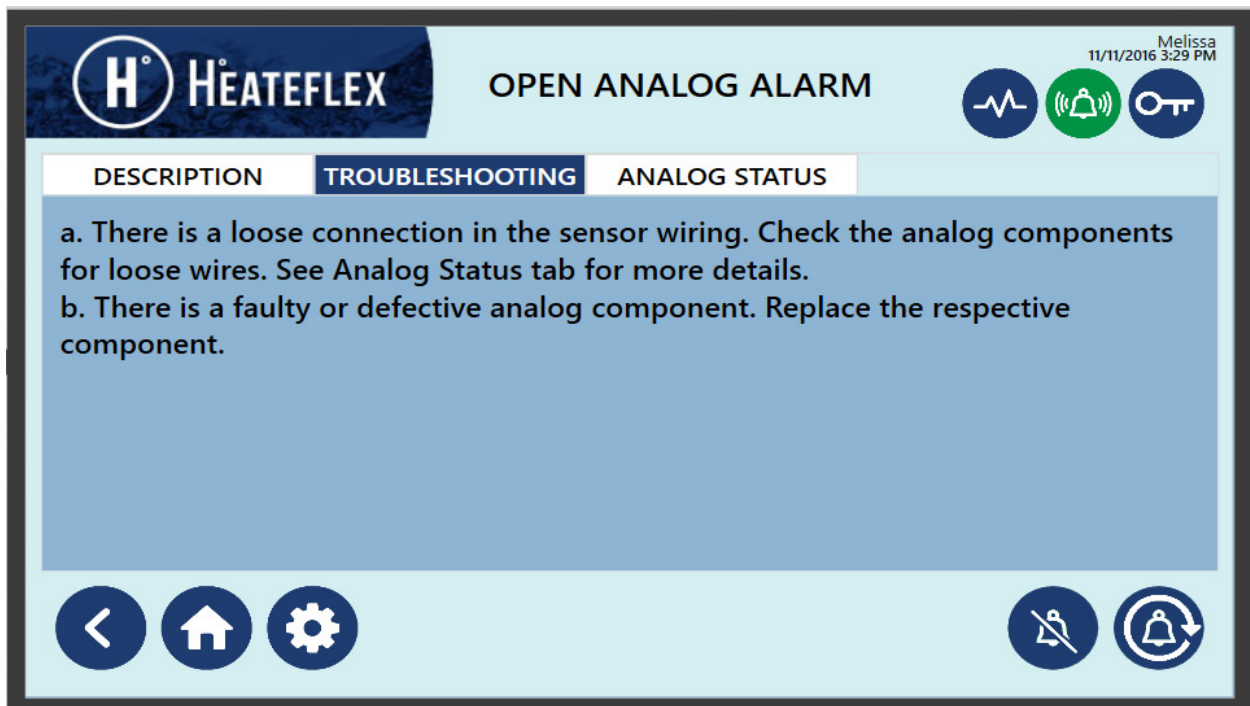 Melissa
11/11/2016 3:29 PM
H° HEATEFLEX
OPEN ANALOG ALARM
DESCRIPTION TROUBLESHOOTING ANALOG STATUS
a. There is a loose connection in the sensor wiring. Check the analog components
for loose wires. See Analog Status tab for more details.
b. There is a faulty or defective analog component. Replace the respective
component.